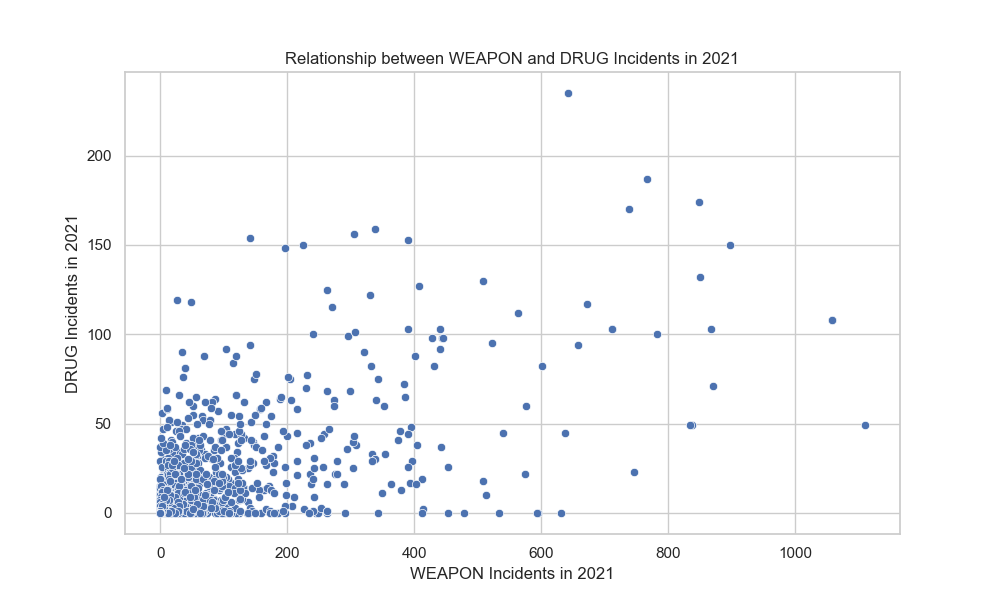 Relationship between WEAPON and DRUG Incidents in 2021
200
150
100
50
0
DRUG Incidents in 2021
0 200 400 600 800 1000
WEAPON Incidents in 2021